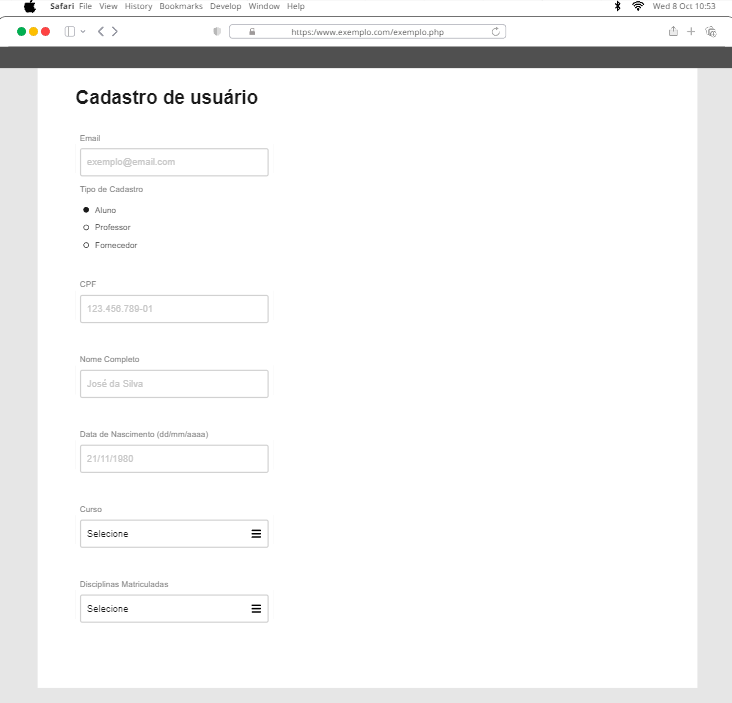 Safari File View History Bookmarks Develop Window Help Wed 8 Oct 10:53
https:/www.exemplo.com/exemplo.php
Cadastro de usuário
Email
exemplo@email.com
Tipo de Cadastro
Aluno
Professor
Fornecedor
CPF
123.456.789-01
Nome Completo
José da Silva
Data de Nascimento (dd/mm/aaaa)
21/11/1980
Curso
Selecione
Disciplinas Matriculadas
Selecione